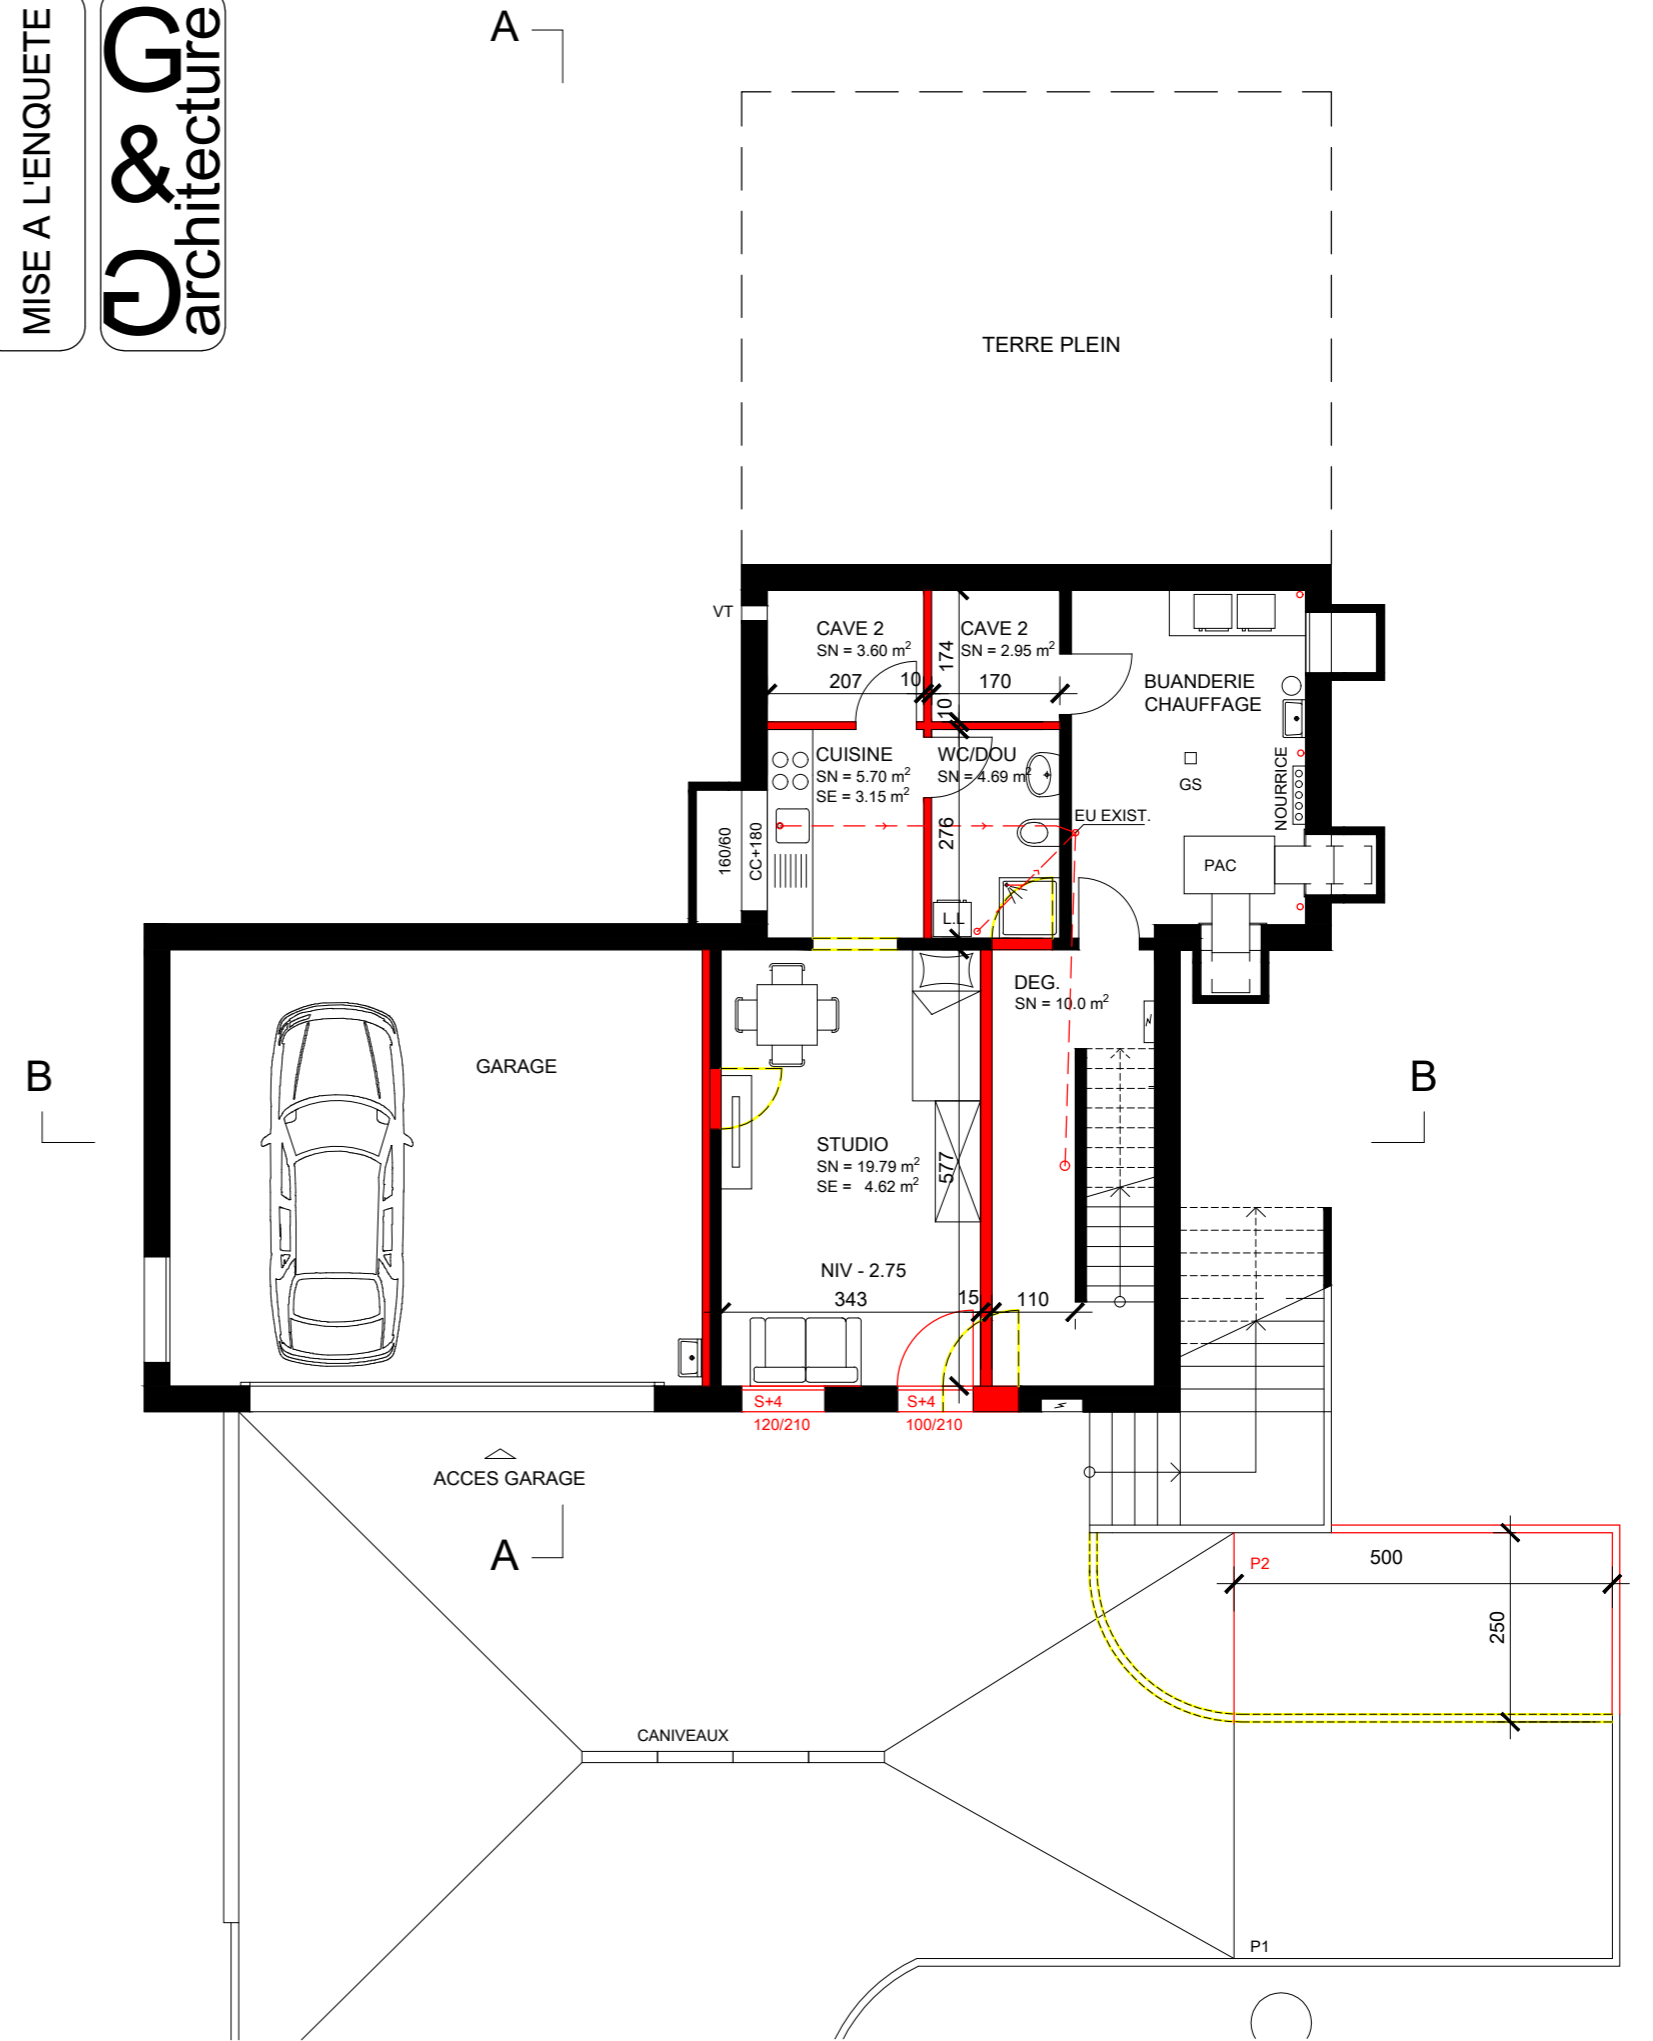 MISE A L'ENQUETE
G & G
architecture
A
TERRE PLEIN
VT
CAVE 2
SN = 3.60 m²
CAVE 2
SN = 2.95 m²
174
207
10
170
10
BUANDERIE
CHAUFFAGE
CUISINE
SN = 5.70 m²
SE = 3.15 m²
WC/DOU
SN = 4.69 m²
GS
NOURRICE
EU EXIST.
276
160/60
CC+180
PAC
L.L
DEG.
SN = 10.0 m²
GARAGE
B
B
STUDIO
SN = 19.79 m²
SE = 4.62 m²
577
NIV - 2.75
343
15
110
S+4
120/210
S+4
100/210
ACCES GARAGE
A
P2
500
250
CANIVEAUX
P1